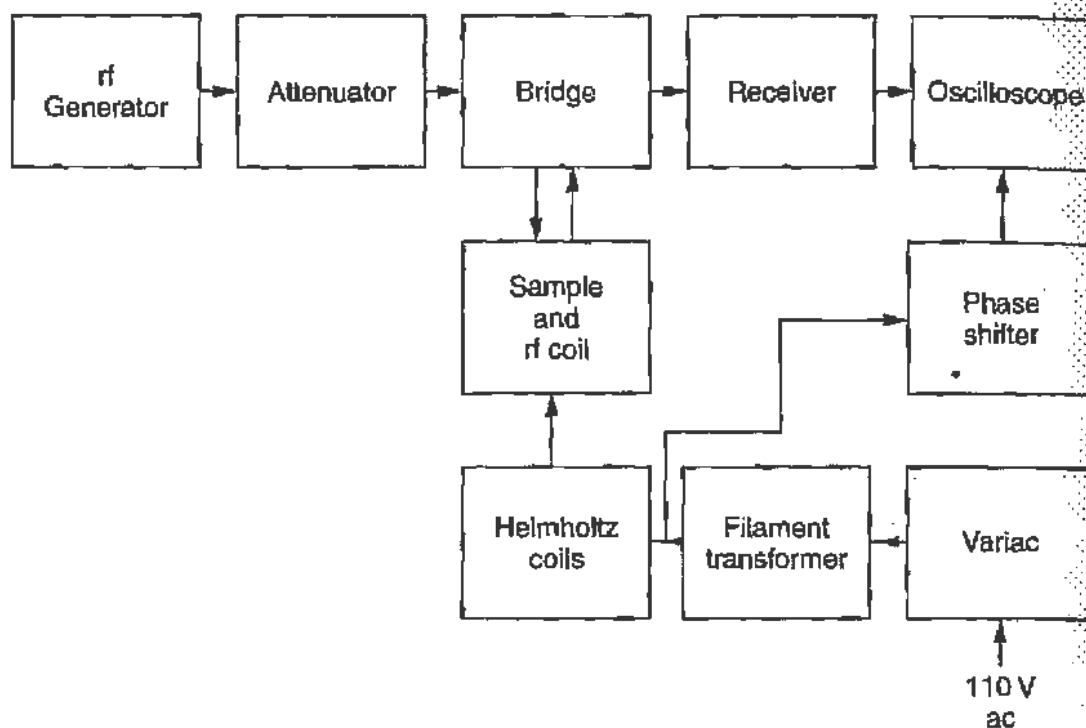 rf
Generator
Attenuator
Bridge
Receiver
Oscilloscope
Sample
and
rf coil
Phase
shifter
Helmholtz
coils
Filament
transformer
Variac
110 V
ac